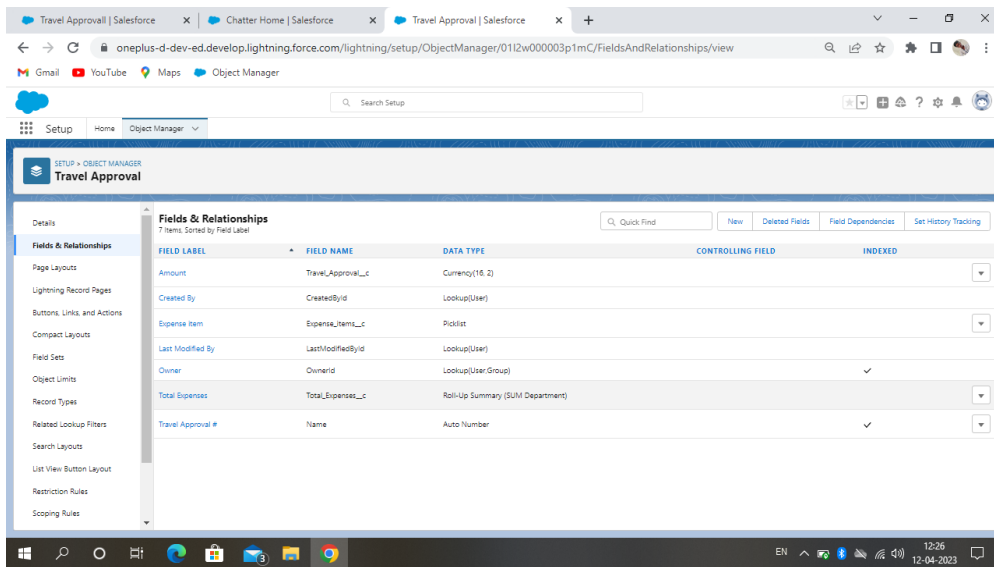 Travel Approvall | Salesforce
Chatter Home | Salesforce
Travel Approval | Salesforce
oneplus-d-dev-ed.develop.lightning.force.com/lightning/setup/ObjectManager/01I2w000003p1mC/FieldsAndRelationships/view
Gmail YouTube Maps Object Manager
Search Setup
Setup Home Object Manager
SETUP > OBJECT MANAGER
Travel Approval
Details
Fields & Relationships
Page Layouts
Lightning Record Pages
Buttons, Links, and Actions
Compact Layouts
Field Sets
Object Limits
Record Types
Related Lookup Filters
Search Layouts
List View Button Layout
Restriction Rules
Scoping Rules
Fields & Relationships
7 Items, Sorted by Field Label
Quick Find New Deleted Fields Field Dependencies Set History Tracking
FIELD LABEL FIELD NAME DATA TYPE CONTROLLING FIELD INDEXED
Amount Travel_Approval__c Currency(16, 2)
Created By CreatedById Lookup(User)
Expense item Expense_Items__c Picklist
Last Modified By LastModifiedById Lookup(User)
Owner OwnerId Lookup(User,Group)
Total Expenses Total_Expenses__c Roll-Up Summary (SUM Department)
Travel Approval # Name Auto Number
3
EN
12:26
12-04-2023